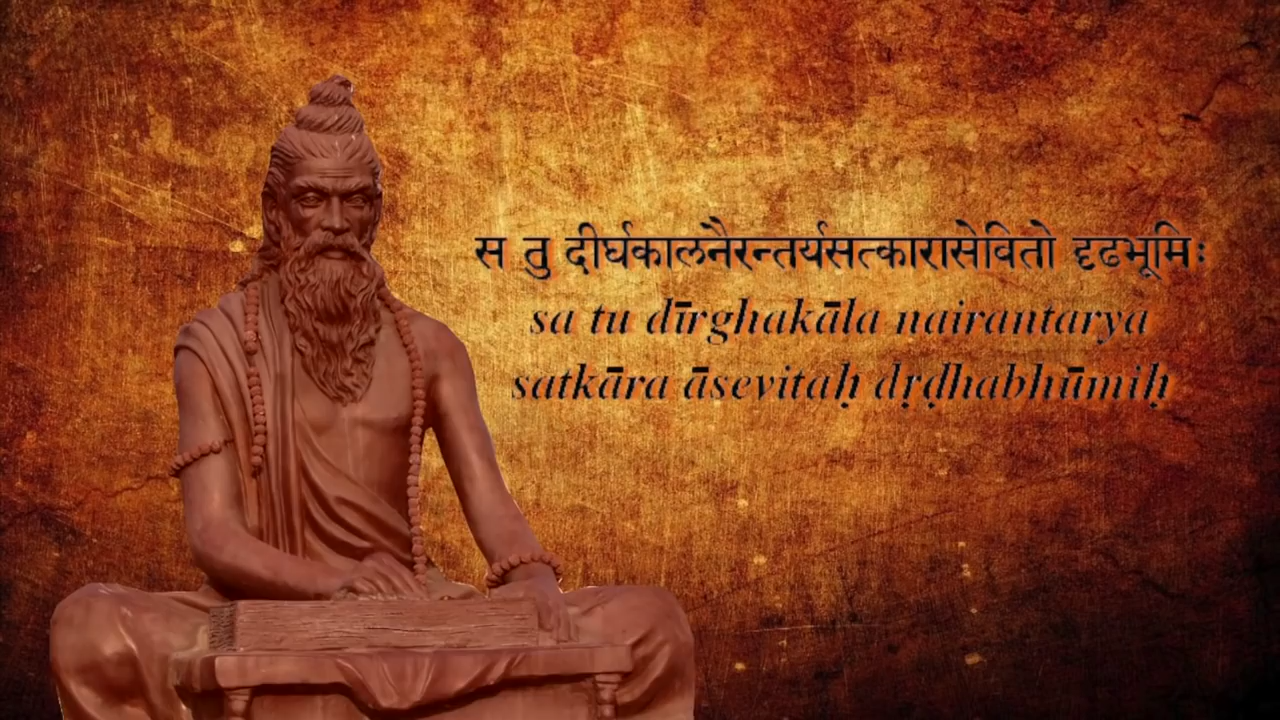 स तु दीर्घकालनैरन्तर्यसत्कारासेवितो दृढभूमिः
sa tu dīrghakāla nairantarya
satkāra āsevitaḥ dṛḍhabhūmiḥ